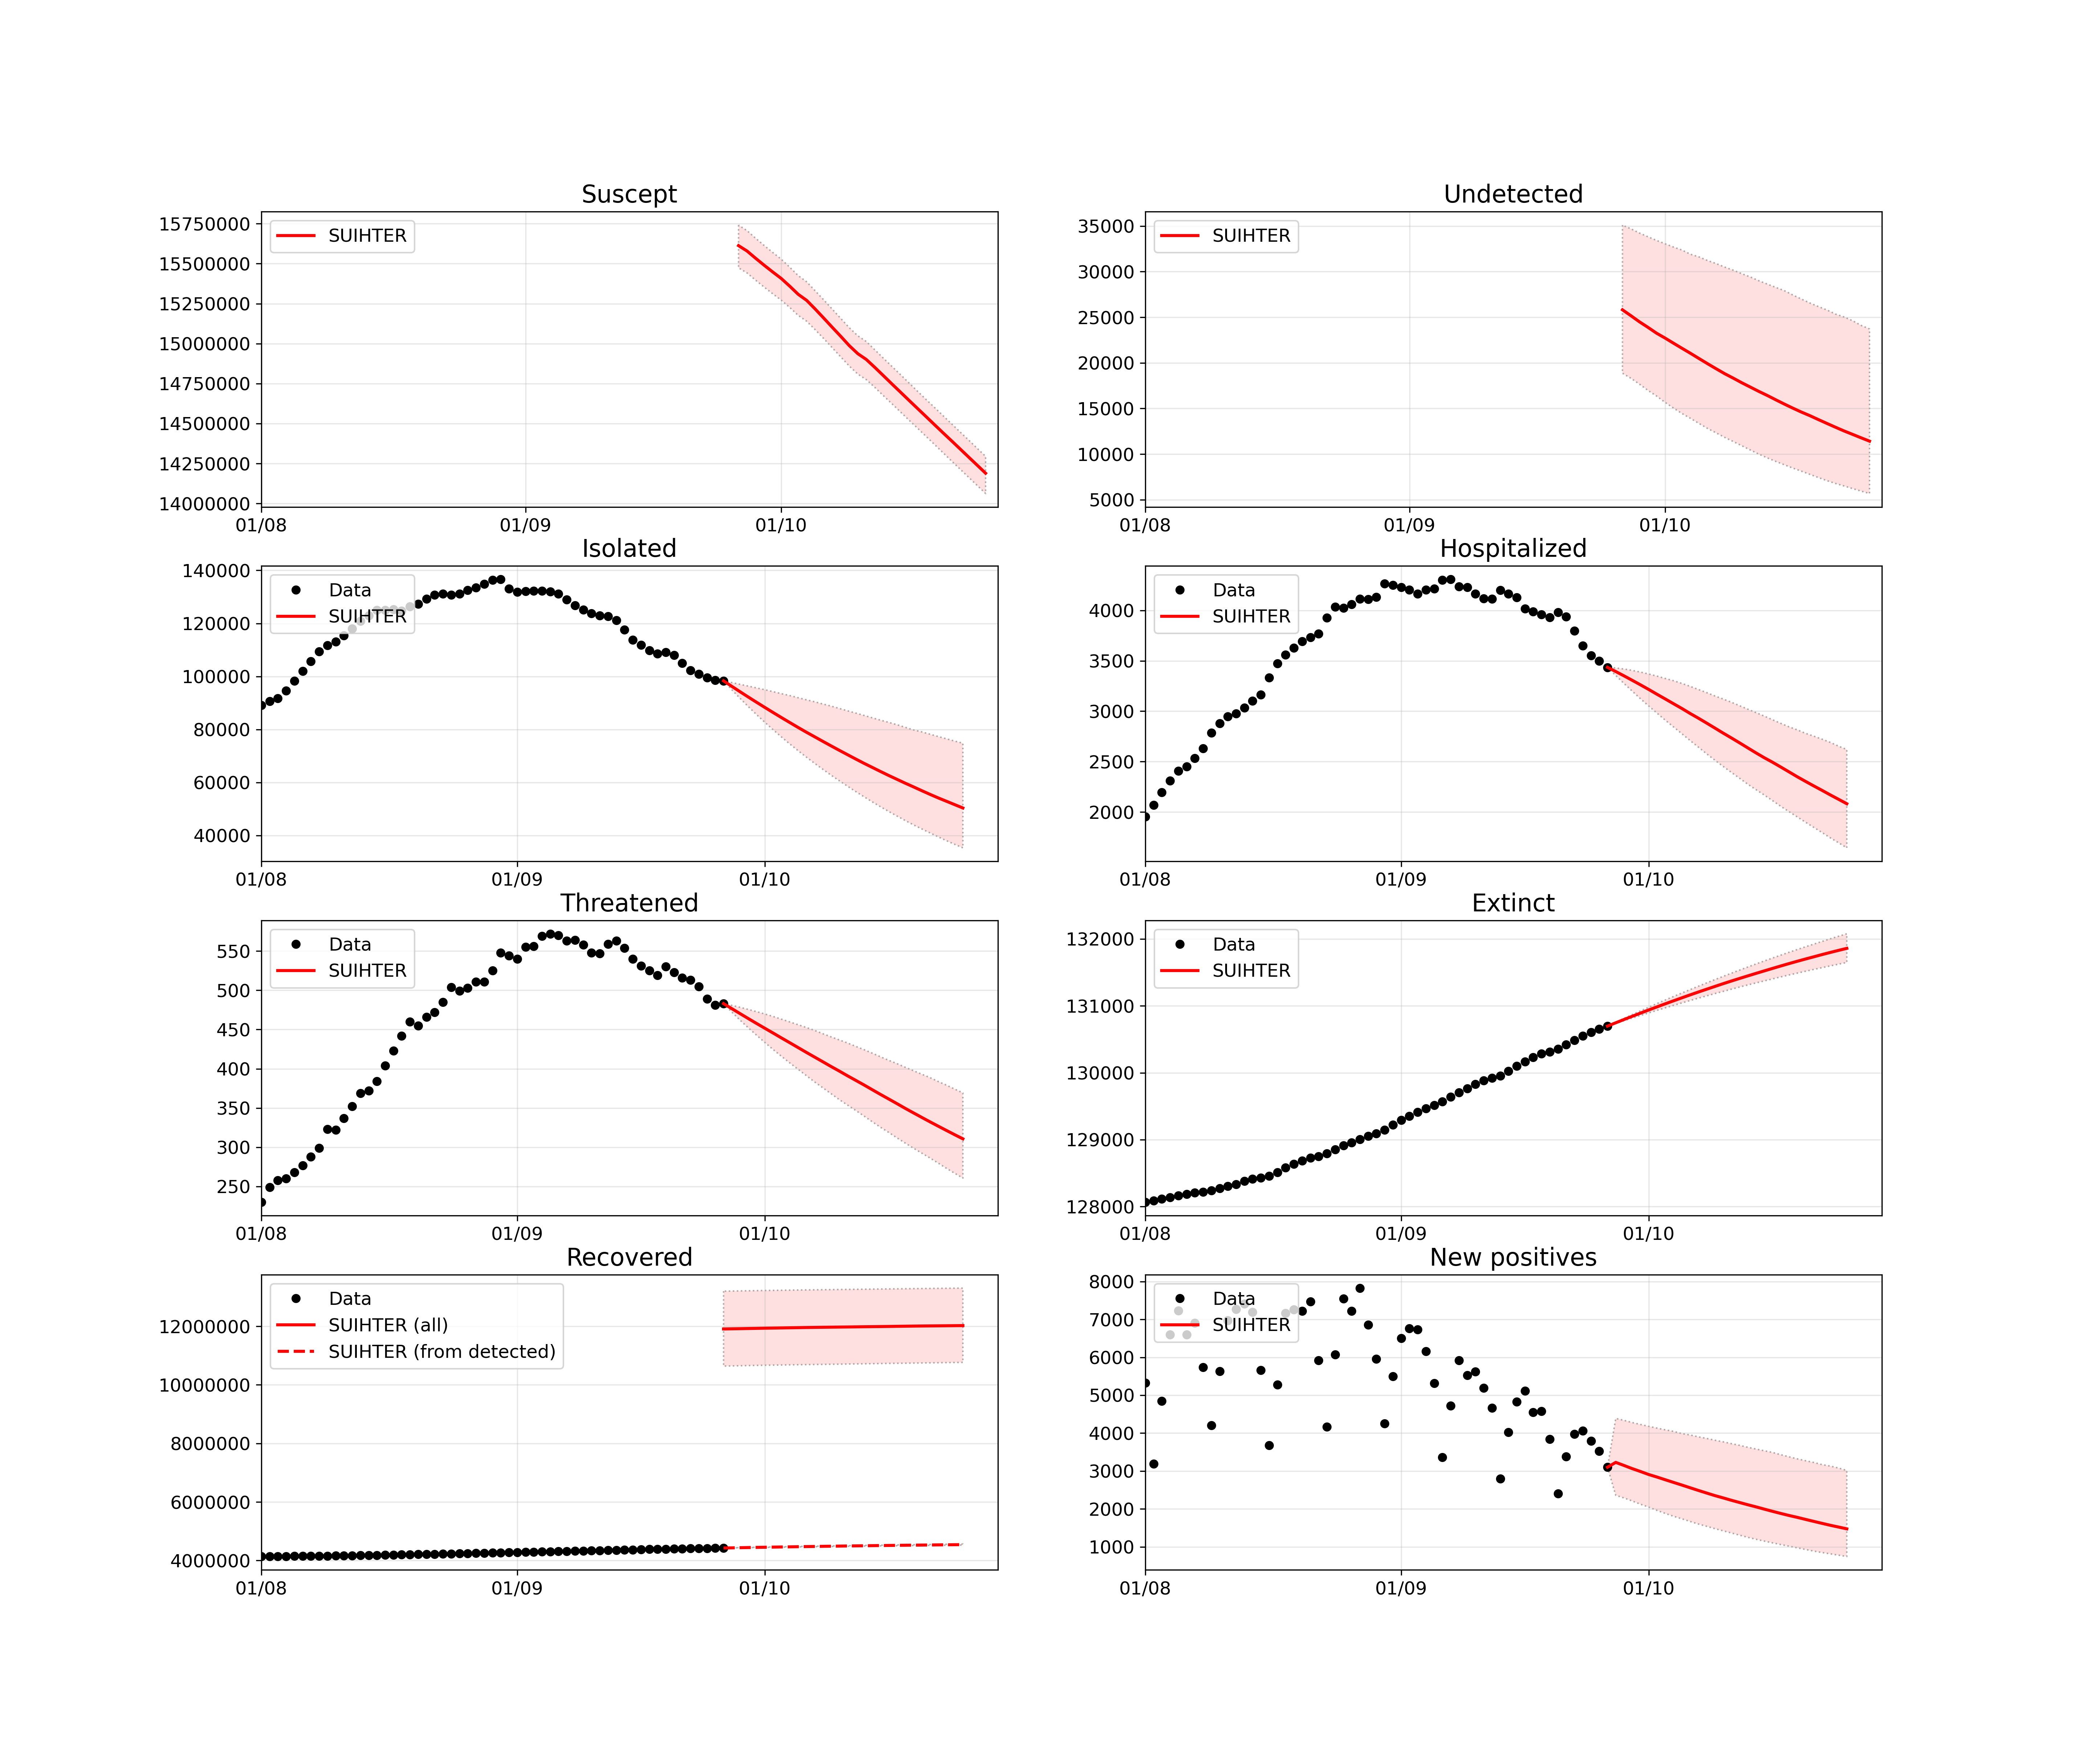 Suscept
SUIHTER
15750000
15500000
15250000
15000000
14750000
14500000
14250000
14000000
01/08 01/09 01/10
Undetected
SUIHTER
35000
30000
25000
20000
15000
10000
5000
01/08 01/09 01/10
Isolated
Data
SUIHTER
140000
120000
100000
80000
60000
40000
01/08 01/09 01/10
Hospitalized
Data
SUIHTER
4000
3500
3000
2500
2000
01/08 01/09 01/10
Threatened
Data
SUIHTER
550
500
450
400
350
300
250
01/08 01/09 01/10
Extinct
Data
SUIHTER
132000
131000
130000
129000
128000
01/08 01/09 01/10
Recovered
Data
SUIHTER (all)
SUIHTER (from detected)
12000000
10000000
8000000
6000000
4000000
01/08 01/09 01/10
New positives
Data
SUIHTER
8000
7000
6000
5000
4000
3000
2000
1000
01/08 01/09 01/10